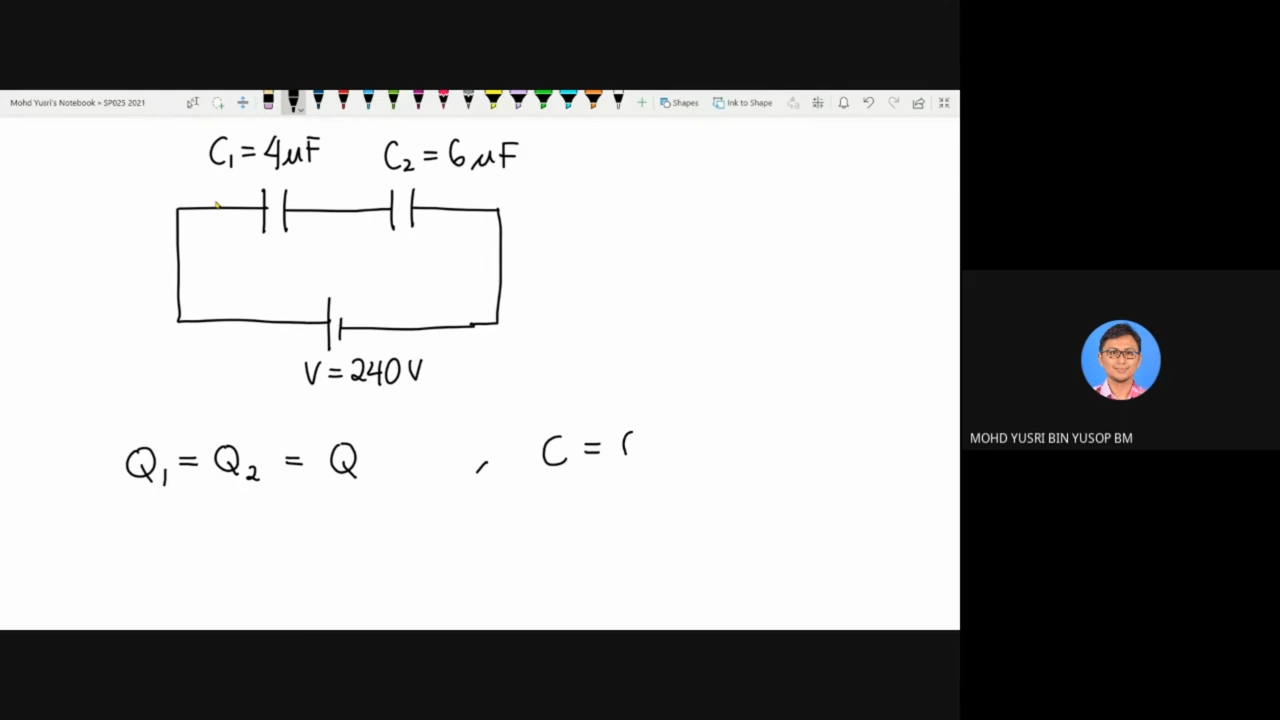 Mohd Yusri's Notebook » SP025 2021
Shapes
Ink to Shape
C₁ = 4μF
C₂ = 6μF
V = 240 V
Q₁ = Q₂ = Q , C =
MOHD YUSRI BIN YUSOP BM